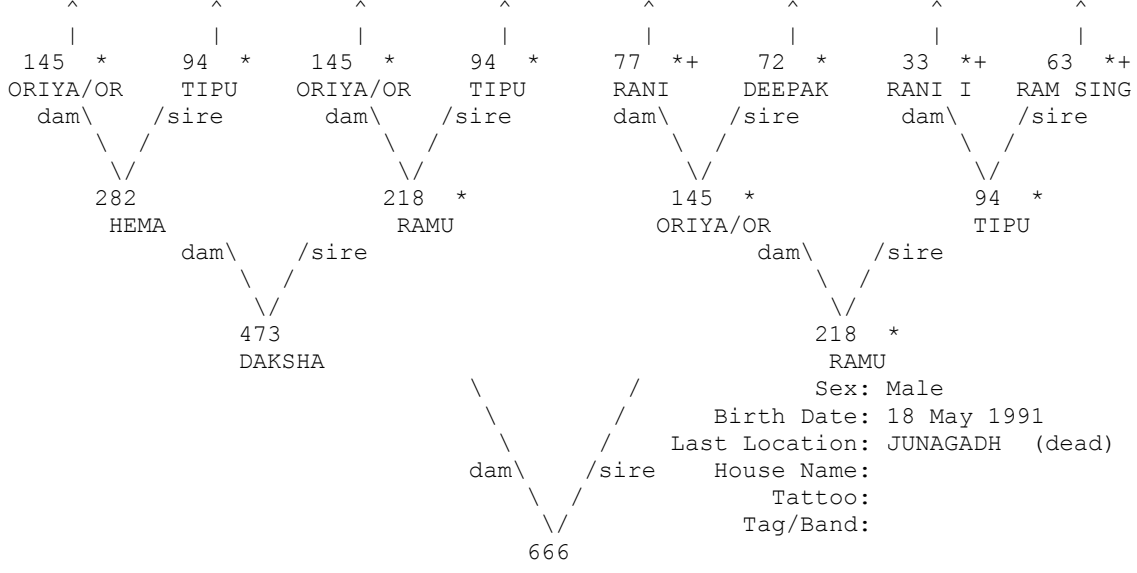 ^ ^ ^ ^ ^ ^ ^ ^
| | | | | | | |
145 * 94 * 145 * 94 * 77 *+ 72 * 33 *+ 63 *+
ORIYA/OR TIPU ORIYA/OR TIPU RANI DEEPAK RANI I RAM SING
dam\ /sire dam\ /sire dam\ /sire dam\ /sire
\ / \ / \ / \ /
\/ \/ \/ \/
282 218 * 145 * 94 *
HEMA RAMU ORIYA/OR TIPU
dam\ /sire dam\ /sire
\ / \ /
\/ \/
473 218 *
DAKSHA RAMU
\ / Sex: Male
\ / Birth Date: 18 May 1991
\ / Last Location: JUNAGADH (dead)
dam\ /sire House Name:
\ / Tattoo:
\/ Tag/Band:
666